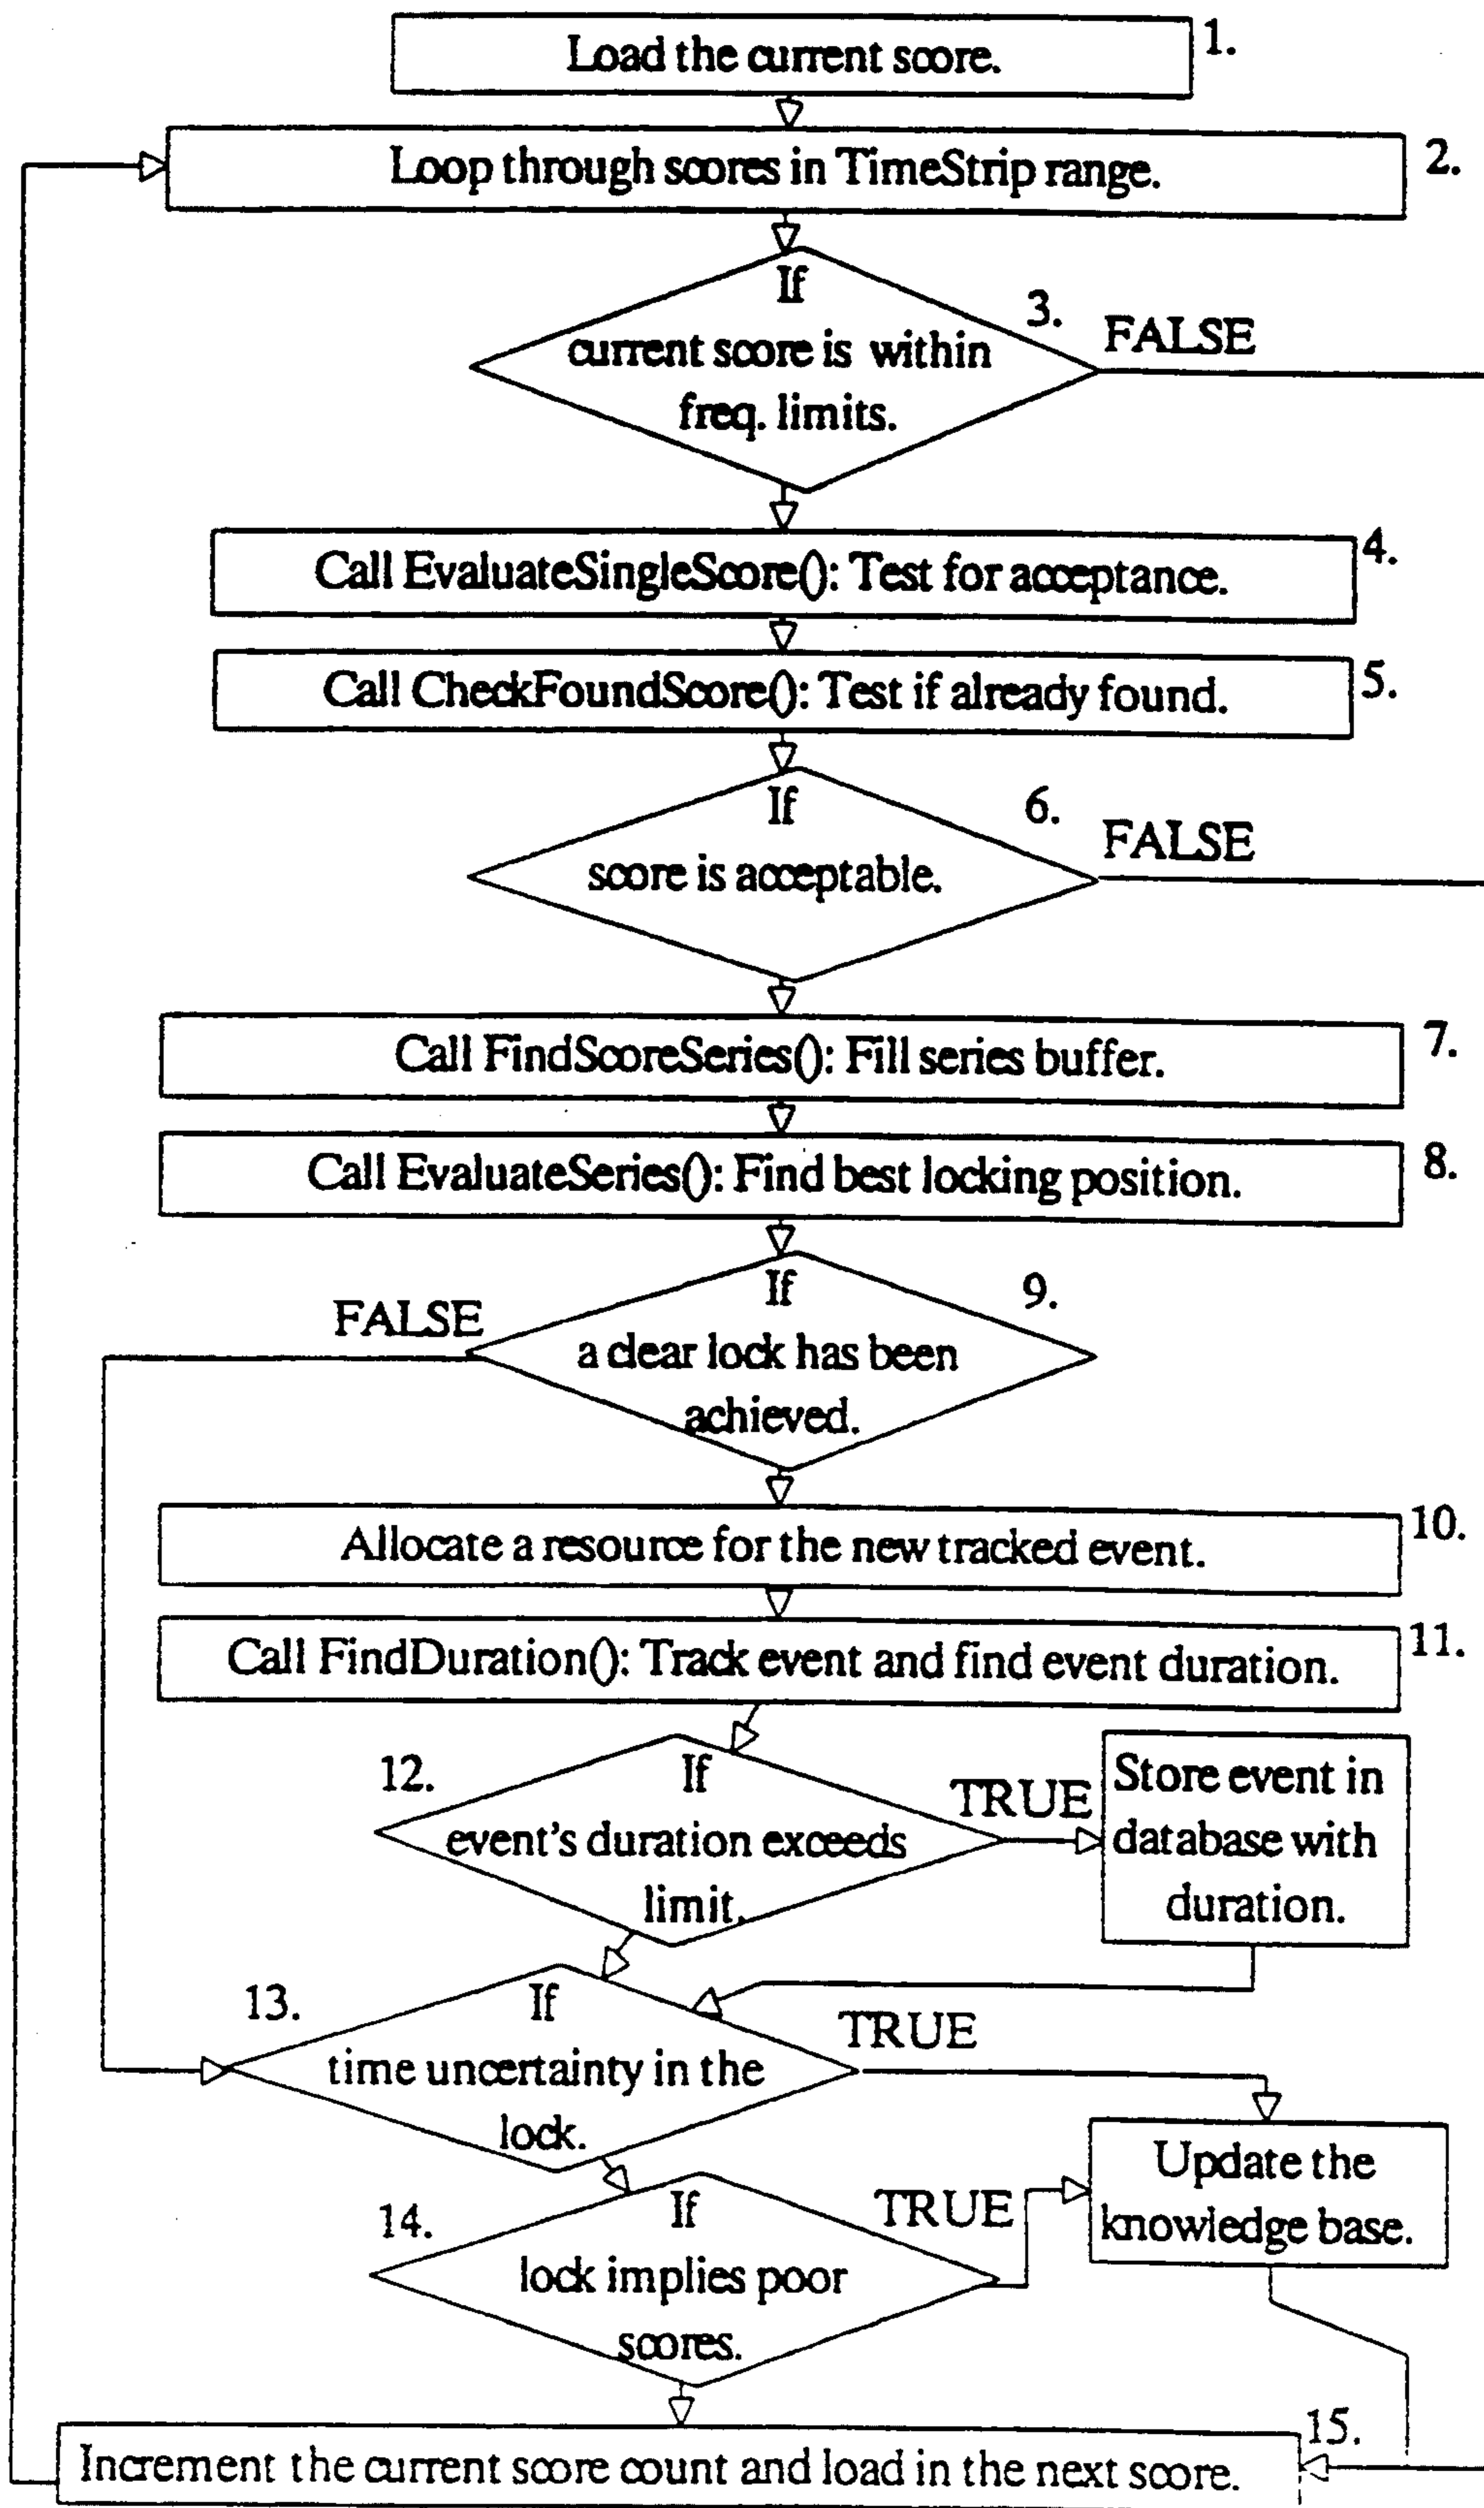 Load the current score.
1.
Loop through scores in TimeStrip range.
2.
If
3.
FALSE
current score is within
freq. limits.
Call EvaluateSingleScore(): Test for acceptance.
4.
Call CheckFoundScore(): Test if already found.
5.
If
6.
FALSE
score is acceptable.
Call FindScoreSeries(): Fill series buffer.
7.
Call EvaluateSeries(): Find best locking position.
8.
If
9.
FALSE
a clear lock has been
achieved.
Allocate a resource for the new tracked event.
10.
Call FindDuration(): Track event and find event duration.
11.
12.
If
event's duration exceeds
limit.
TRUE
Store event in
database with
duration.
13.
If
time uncertainty in the
lock.
TRUE
Update the
knowledge base.
14.
If
lock implies poor
scores.
TRUE
15.
Increment the current score count and load in the next score.